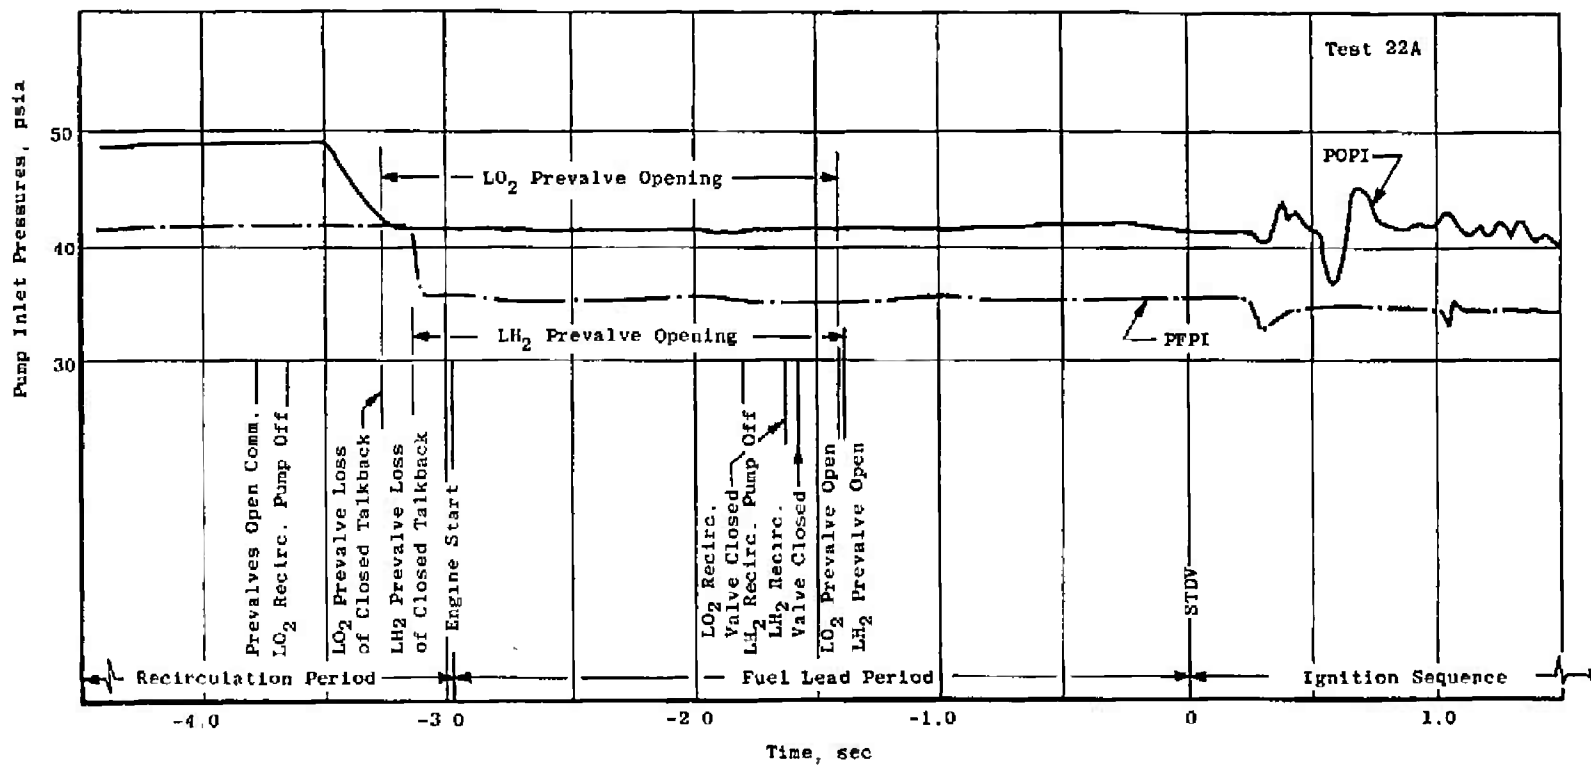 Test 22A
Pump Inlet Pressures, psia
50
40
30
POPI
LO2 Prevalve Opening
LH2 Prevalve Opening
PFPI
Prevalves Open Comm.
LO2 Recirc. Pump Off
LO2 Prevalve Loss
of Closed Talkback
LH2 Prevalve Loss
of Closed Talkback
Engine Start
LO2 Recirc.
Valve Closed
LH2 Recirc. Pump Off
LH2 Recirc.
Valve Closed
LO2 Prevalve Open
LH2 Prevalve Open
STDV
Recirculation Period
Fuel Lead Period
Ignition Sequence
-4.0
-3 0
-2 0
-1.0
0
1.0
Time, sec